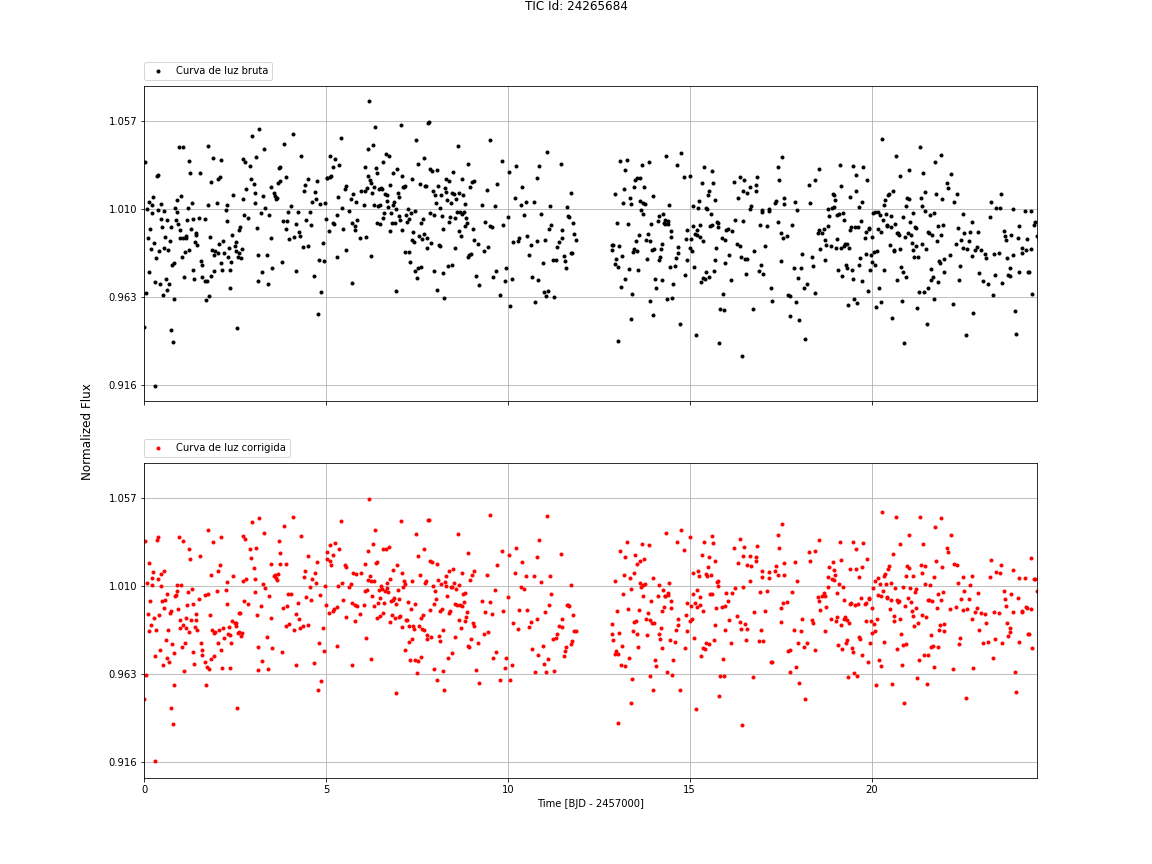 TIC Id: 24265684
Curva de luz bruta
1.057
1.010
0.963
0.916
Normalized Flux
Curva de luz corrigida
1.057
1.010
0.963
0.916
0 5 10 15 20
Time [BJD - 2457000]